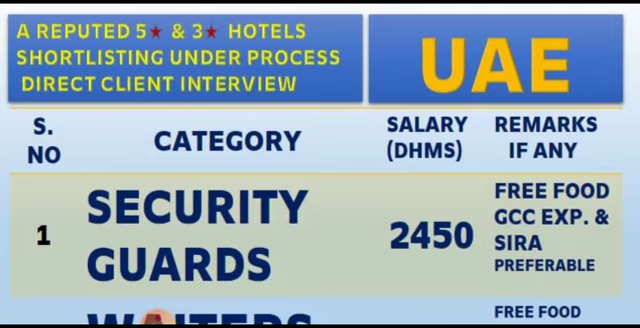 A REPUTED 5★ & 3★ HOTELS
SHORTLISTING UNDER PROCESS
DIRECT CLIENT INTERVIEW
UAE
S. NO
CATEGORY
SALARY (DHMS)
REMARKS IF ANY
1
SECURITY GUARDS
2450
FREE FOOD
GCC EXP. &
SIRA
PREFERABLE
FREE FOOD